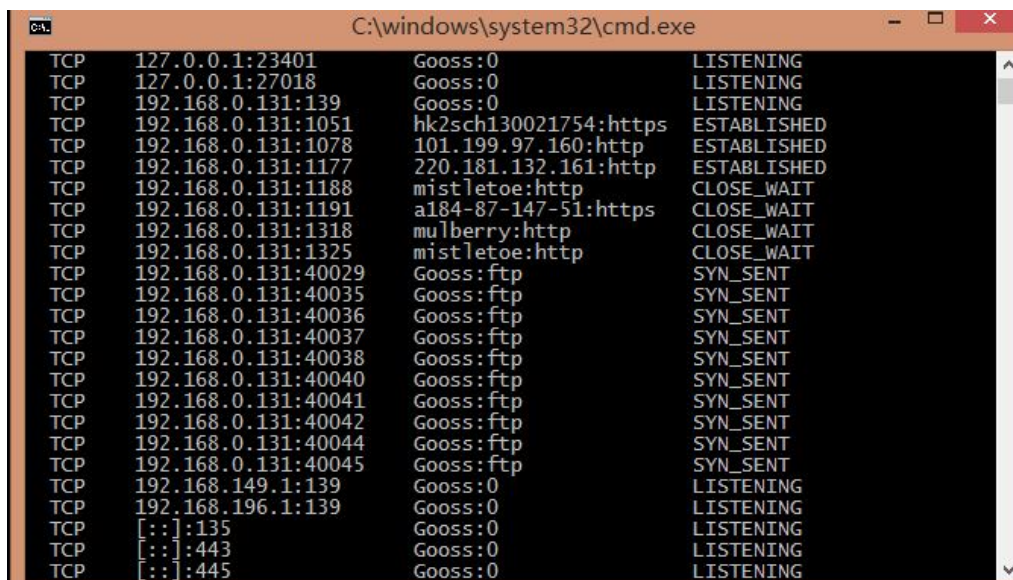 C:\windows\system32\cmd.exe
TCP 127.0.0.1:23401 Gooss:0 LISTENING
TCP 127.0.0.1:27018 Gooss:0 LISTENING
TCP 192.168.0.131:139 Gooss:0 LISTENING
TCP 192.168.0.131:1051 hk2sch130021754:https ESTABLISHED
TCP 192.168.0.131:1078 101.199.97.160:http ESTABLISHED
TCP 192.168.0.131:1177 220.181.132.161:http ESTABLISHED
TCP 192.168.0.131:1188 mistletoe:http CLOSE_WAIT
TCP 192.168.0.131:1191 a184-87-147-51:https CLOSE_WAIT
TCP 192.168.0.131:1318 mulberry:http CLOSE_WAIT
TCP 192.168.0.131:1325 mistletoe:http CLOSE_WAIT
TCP 192.168.0.131:40029 Gooss:ftp SYN_SENT
TCP 192.168.0.131:40035 Gooss:ftp SYN_SENT
TCP 192.168.0.131:40036 Gooss:ftp SYN_SENT
TCP 192.168.0.131:40037 Gooss:ftp SYN_SENT
TCP 192.168.0.131:40038 Gooss:ftp SYN_SENT
TCP 192.168.0.131:40040 Gooss:ftp SYN_SENT
TCP 192.168.0.131:40041 Gooss:ftp SYN_SENT
TCP 192.168.0.131:40042 Gooss:ftp SYN_SENT
TCP 192.168.0.131:40044 Gooss:ftp SYN_SENT
TCP 192.168.0.131:40045 Gooss:ftp SYN_SENT
TCP 192.168.149.1:139 Gooss:0 LISTENING
TCP 192.168.196.1:139 Gooss:0 LISTENING
TCP [::]:135 Gooss:0 LISTENING
TCP [::]:443 Gooss:0 LISTENING
TCP [::]:445 Gooss:0 LISTENING